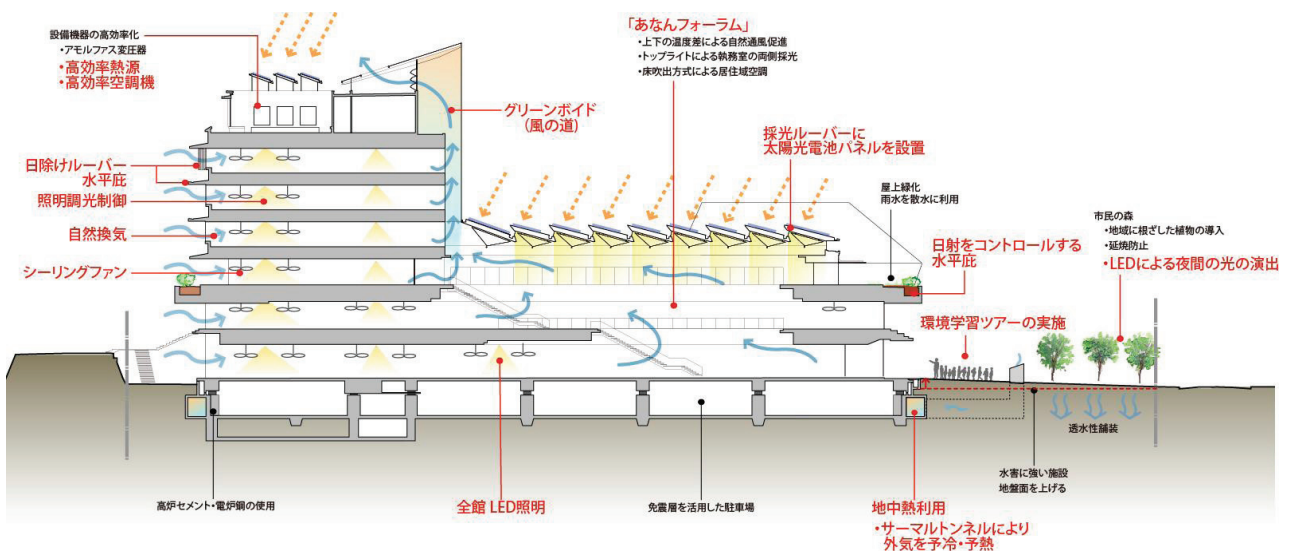 設備機器の高効率化
・アモルファス変圧器
・高効率熱源
・高効率空調機
「あなんフォーラム」
・上下の温度差による自然通風促進
・トップライトによる執務室の両側採光
・床吹出方式による居住域空調
グリーンボイド
(風の道)
採光ルーバーに
太陽光電池パネルを設置
日除けルーバー
水平庇
照明調光制御
自然換気
シーリングファン
屋上緑化
雨水を散水に利用
日射をコントロールする
水平庇
市民の森
・地域に根ざした植物の導入
・延焼防止
・LEDによる夜間の光の演出
環境学習ツアーの実施
透水性舗装
水害に強い施設
地盤面を上げる
高炉セメント・電炉鋼の使用
全館 LED照明
免震層を活用した駐車場
地中熱利用
・サーマルトンネルにより
外気を予冷・予熱